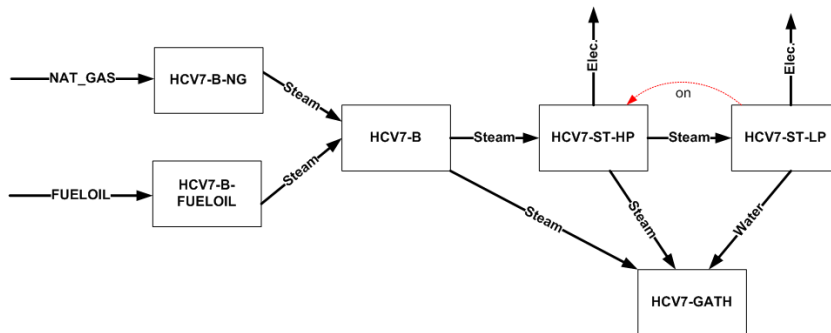 Elec.
Elec.
NAT_GAS
HCV7-B-NG
Steam
on
HCV7-B
Steam
HCV7-ST-HP
Steam
HCV7-ST-LP
FUELOIL
HCV7-B-
FUELOIL
Steam
Steam
Steam
Water
HCV7-GATH